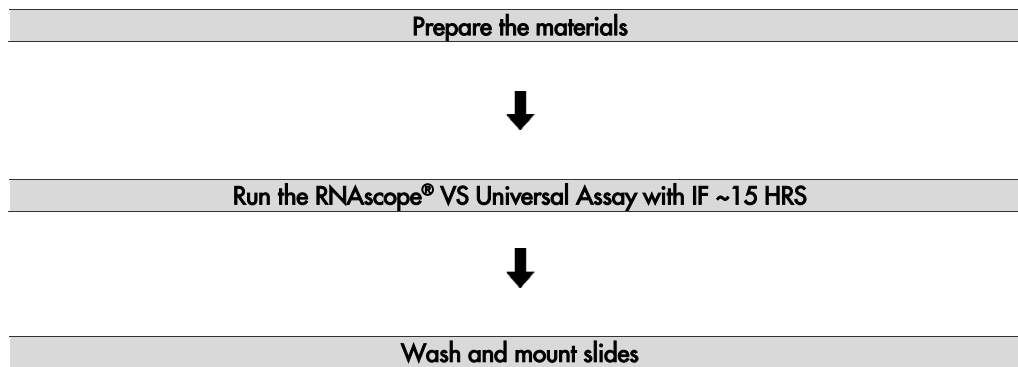 Prepare the materials
Run the RNAscope® VS Universal Assay with IF ~15 HRS
Wash and mount slides